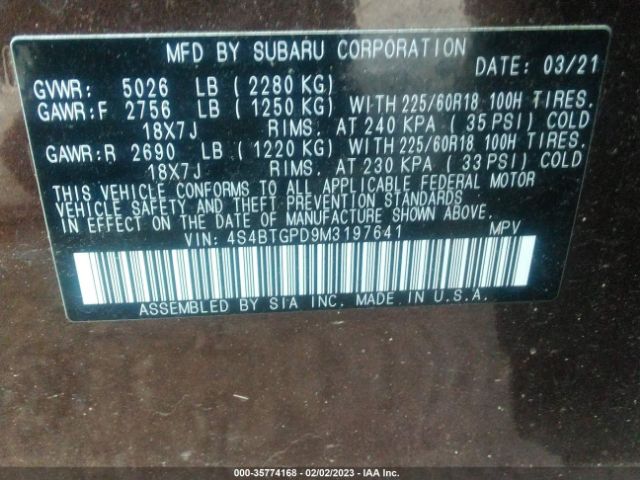 MFD BY SUBARU CORPORATION
DATE: 03/21
GVWR: 5026 LB (2280 KG)
GAWR:F 2756 LB (1250 KG) WITH 225/60R18 100H TIRES,
18X7J RIMS, AT 240 KPA (35 PSI) COLD
GAWR:R 2690 LB (1220 KG) WITH 225/60R18 100H TIRES,
18X7J RIMS, AT 230 KPA (33 PSI) COLD
THIS VEHICLE CONFORMS TO ALL APPLICABLE FEDERAL MOTOR
VEHICLE SAFETY AND THEFT PREVENTION STANDARDS
IN EFFECT ON THE DATE OF MANUFACTURE SHOWN ABOVE.
VIN: 4S4BTGPD9M3197641 MPV
ASSEMBLED BY SIA INC. MADE IN U.S.A.
000-35774168 - 02/02/2023 - IAA Inc.